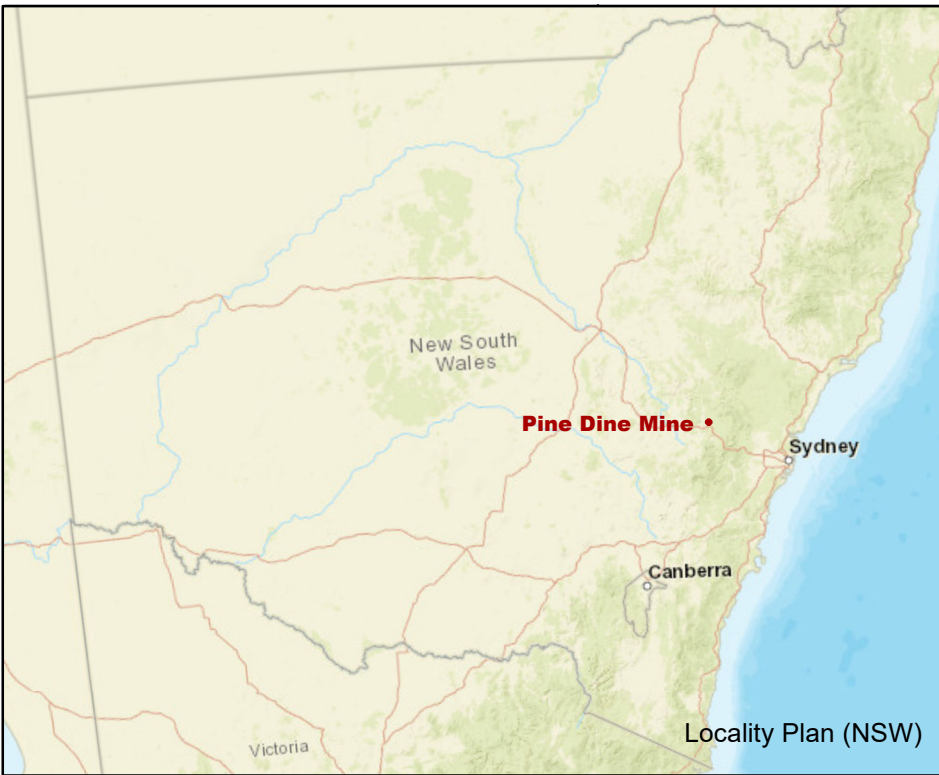 New South
Wales
Pine Dine Mine
Sydney
Canberra
Victoria
Locality Plan (NSW)